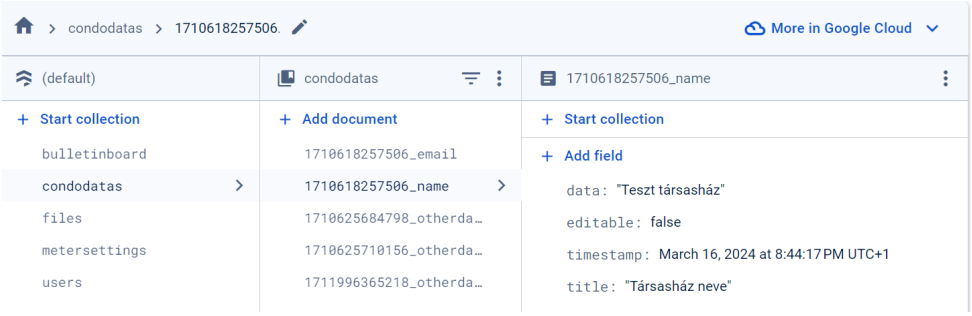 condodatas
1710618257506.
More in Google Cloud
(default)
condodatas
1710618257506_name
Start collection
Add document
Start collection
bulletinboard
condodatas
files
metersettings
users
1710618257506_email
1710618257506_name
1710625684798_otherda…
1710625710156_otherda…
1711996365218_otherda…
Add field
data: "Teszt társasház"
editable: false
timestamp: March 16, 2024 at 8:44:17 PM UTC+1
title: "Társasház neve"